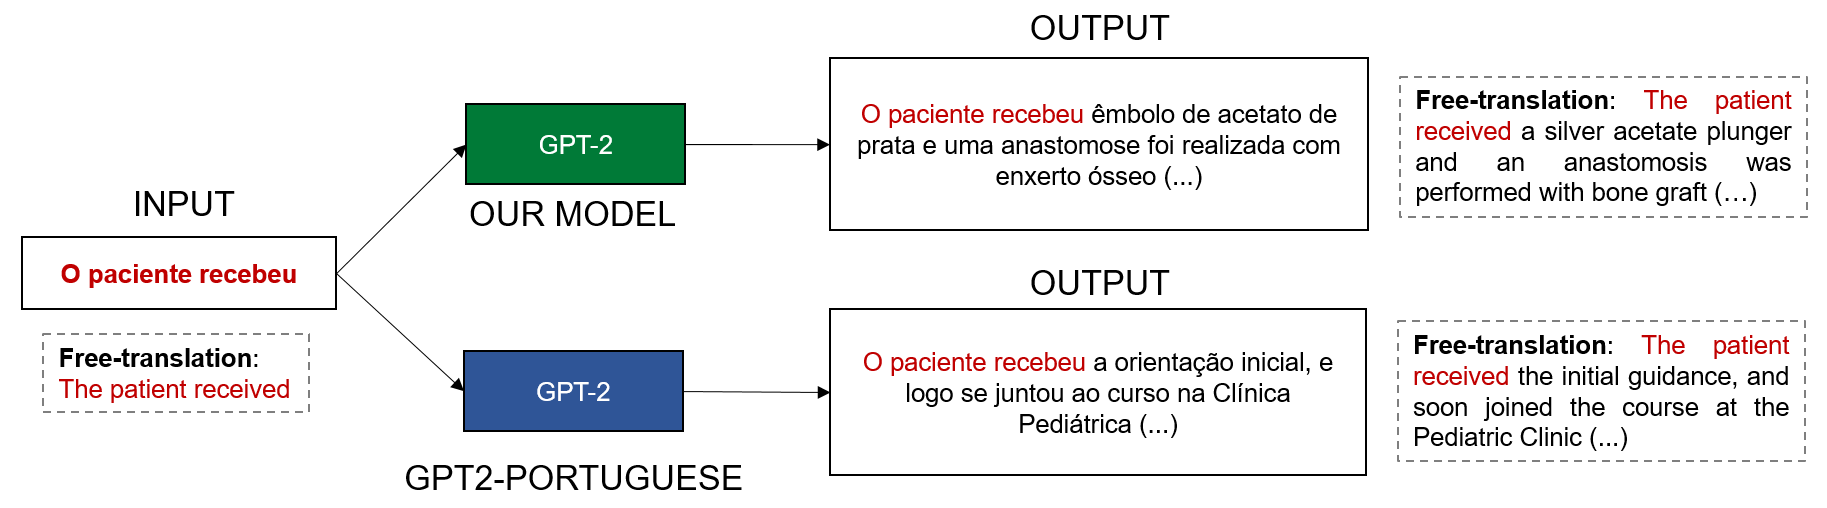 INPUT
O paciente recebeu
Free-translation:
The patient received
GPT-2
OUR MODEL
OUTPUT
O paciente recebeu êmbolo de acetato de
prata e uma anastomose foi realizada com
enxerto ósseo (...)
Free-translation: The patient
received a silver acetate plunger
and an anastomosis was
performed with bone graft (…)
GPT-2
GPT2-PORTUGUESE
OUTPUT
O paciente recebeu a orientação inicial, e
logo se juntou ao curso na Clínica
Pediátrica (...)
Free-translation: The patient
received the initial guidance, and
soon joined the course at the
Pediatric Clinic (...)